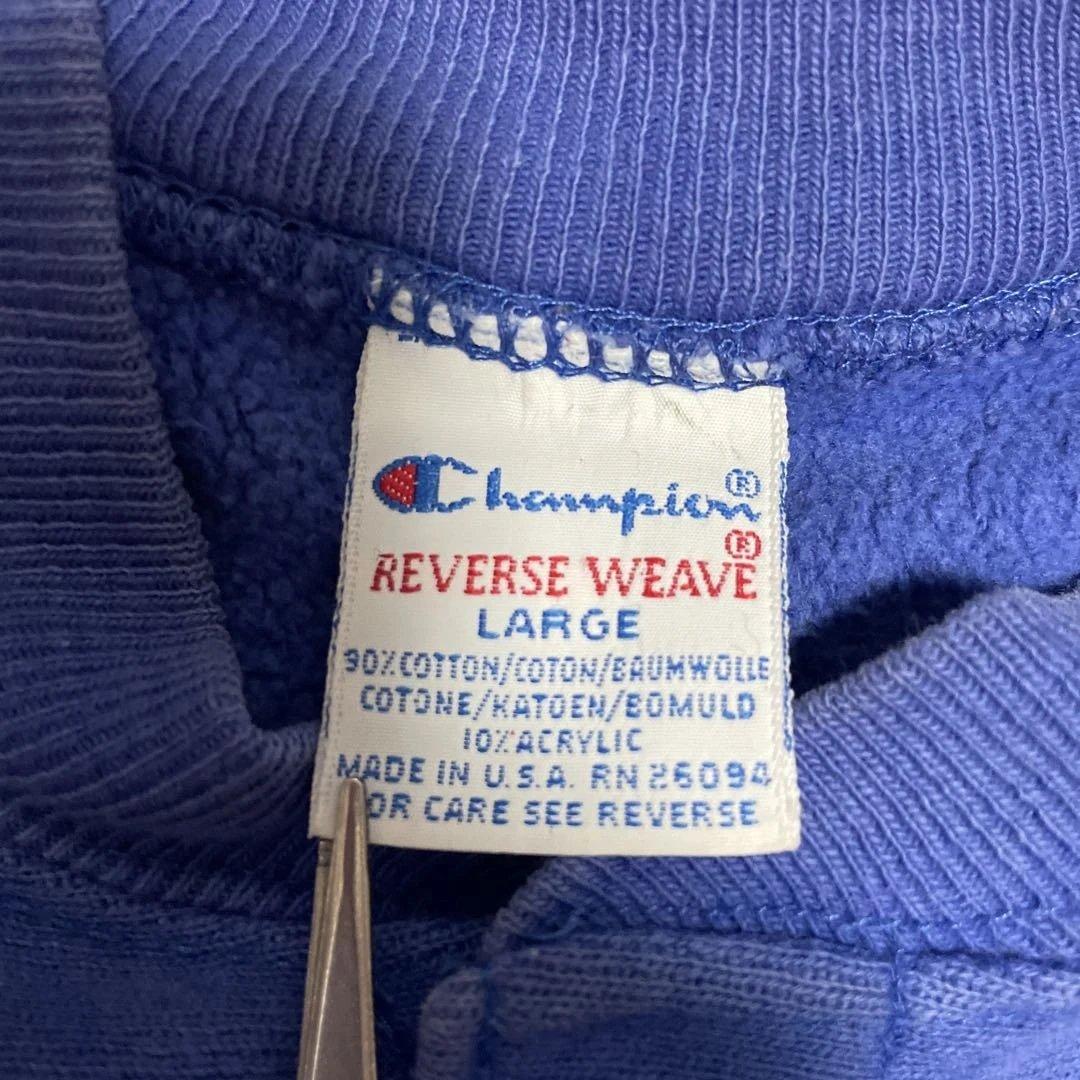 Champion®
REVERSE WEAVE®
LARGE
90% COTTON/COTON/BAUMWOLLE
COTONE/KATOEN/BOMULD
10% ACRYLIC
MADE IN U.S.A. RN 26094
OR CARE SEE REVERSE